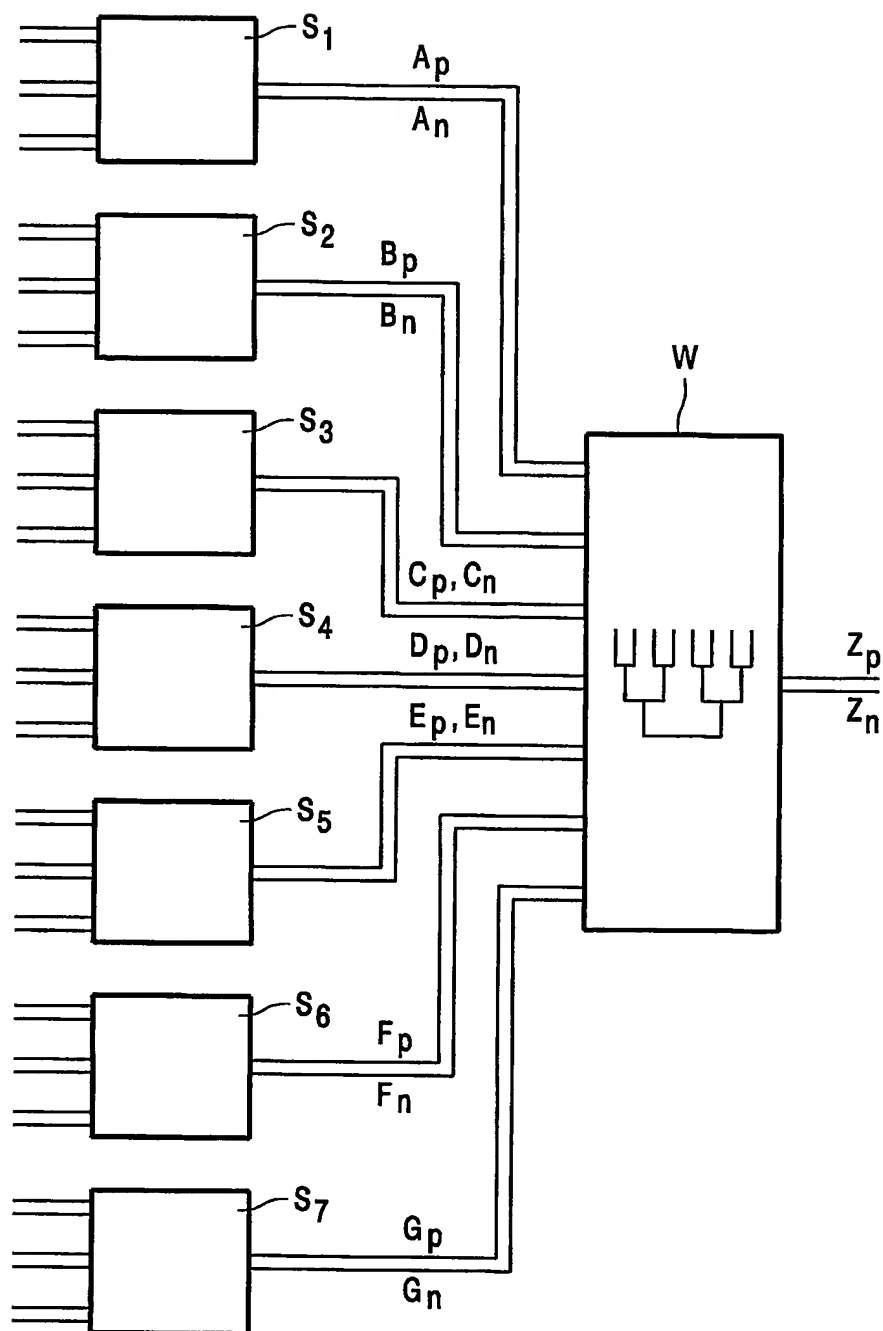 S1
Ap
An
S2
Bp
Bn
W
S3
Cp, Cn
S4
Dp, Dn
Zp
Zn
Ep, En
S5
S6
Fp
Fn
S7
Gp
Gn